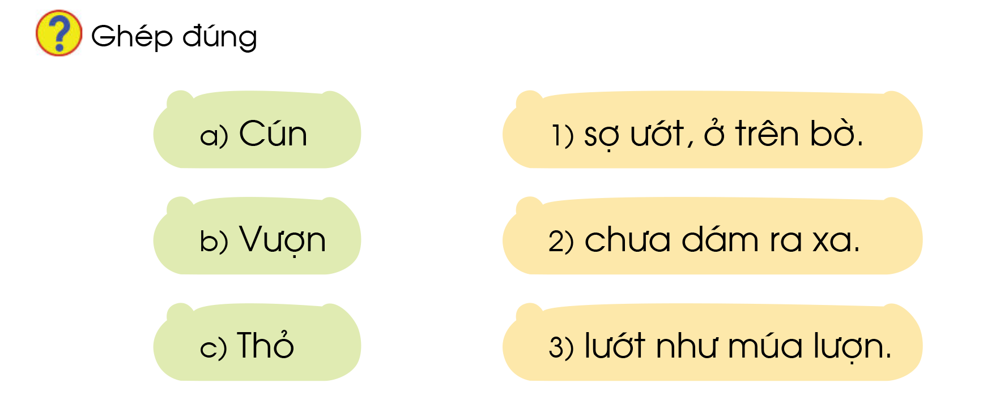 ? Ghép đúng
a) Cún
1) sợ ướt, ở trên bờ.
b) Vượn
2) chưa dám ra xa.
c) Thỏ
3) lướt như múa lượn.